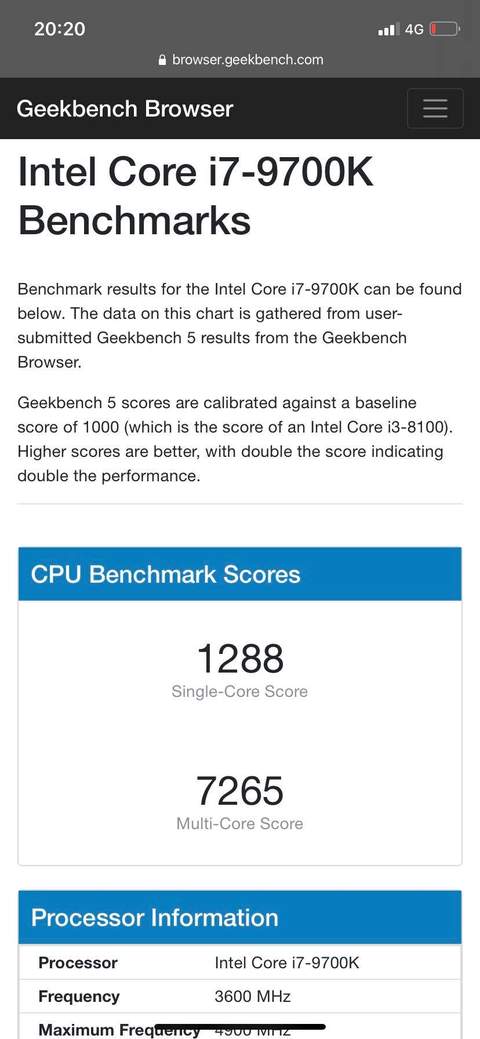 20:20
4G
browser.geekbench.com
Geekbench Browser
Intel Core i7-9700K
Benchmarks
Benchmark results for the Intel Core i7-9700K can be found
below. The data on this chart is gathered from user-
submitted Geekbench 5 results from the Geekbench
Browser.
Geekbench 5 scores are calibrated against a baseline
score of 1000 (which is the score of an Intel Core i3-8100).
Higher scores are better, with double the score indicating
double the performance.
CPU Benchmark Scores
1288
Single-Core Score
7265
Multi-Core Score
Processor Information
Processor Intel Core i7-9700K
Frequency 3600 MHz
Maximum Frequency 4900 MHz